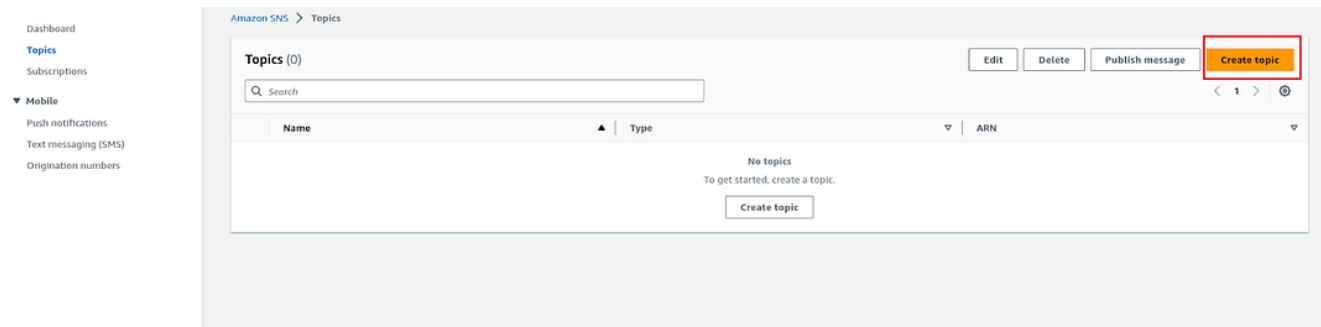 Dashboard
Topics
Subscriptions
Mobile
Push notifications
Text messaging (SMS)
Origination numbers
Amazon SNS > Topics
Topics (0)
Edit
Delete
Publish message
Create topic
Search
1
Name
Type
ARN
No topics
To get started, create a topic.
Create topic